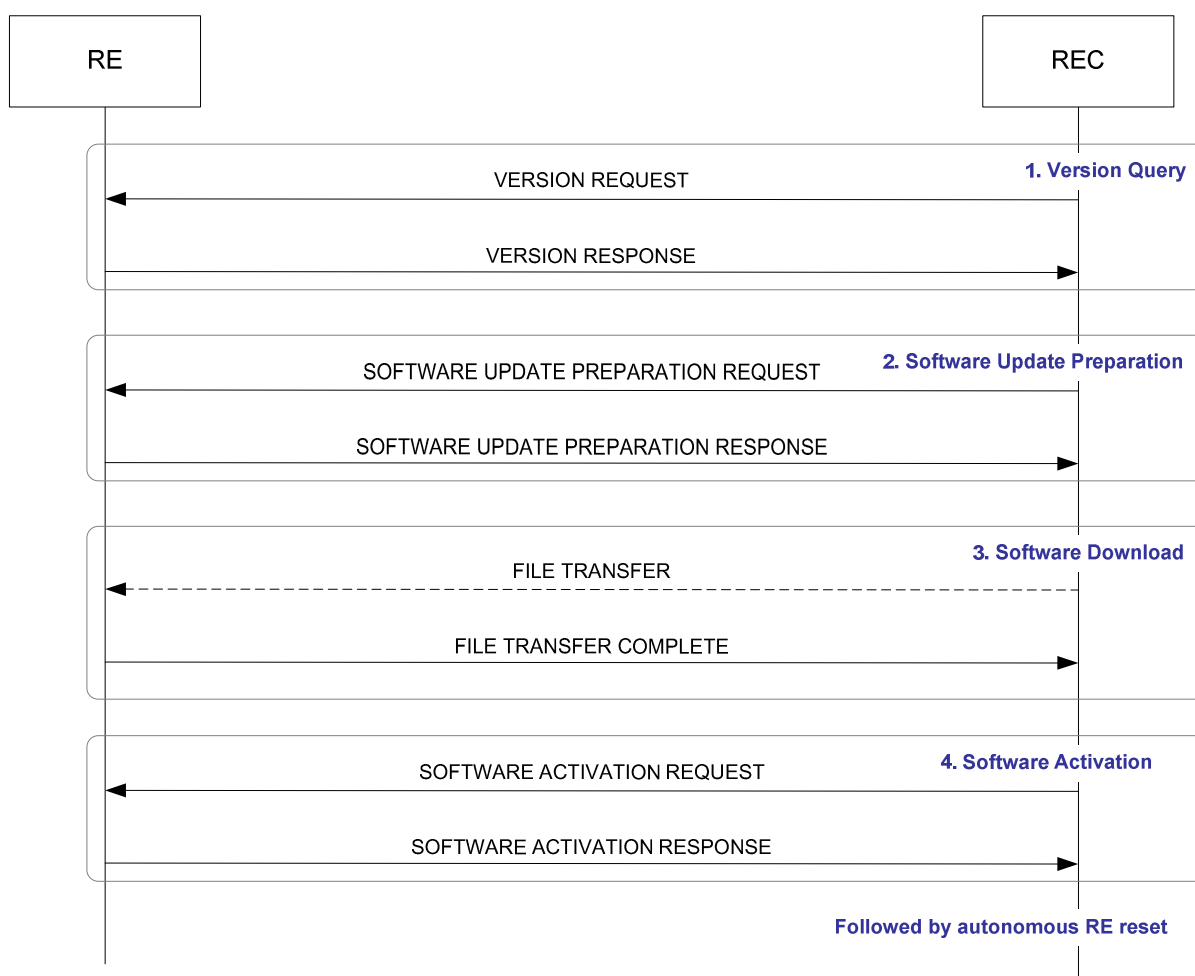 RE
REC
1. Version Query
VERSION REQUEST
VERSION RESPONSE
2. Software Update Preparation
SOFTWARE UPDATE PREPARATION REQUEST
SOFTWARE UPDATE PREPARATION RESPONSE
3. Software Download
FILE TRANSFER
FILE TRANSFER COMPLETE
4. Software Activation
SOFTWARE ACTIVATION REQUEST
SOFTWARE ACTIVATION RESPONSE
Followed by autonomous RE reset